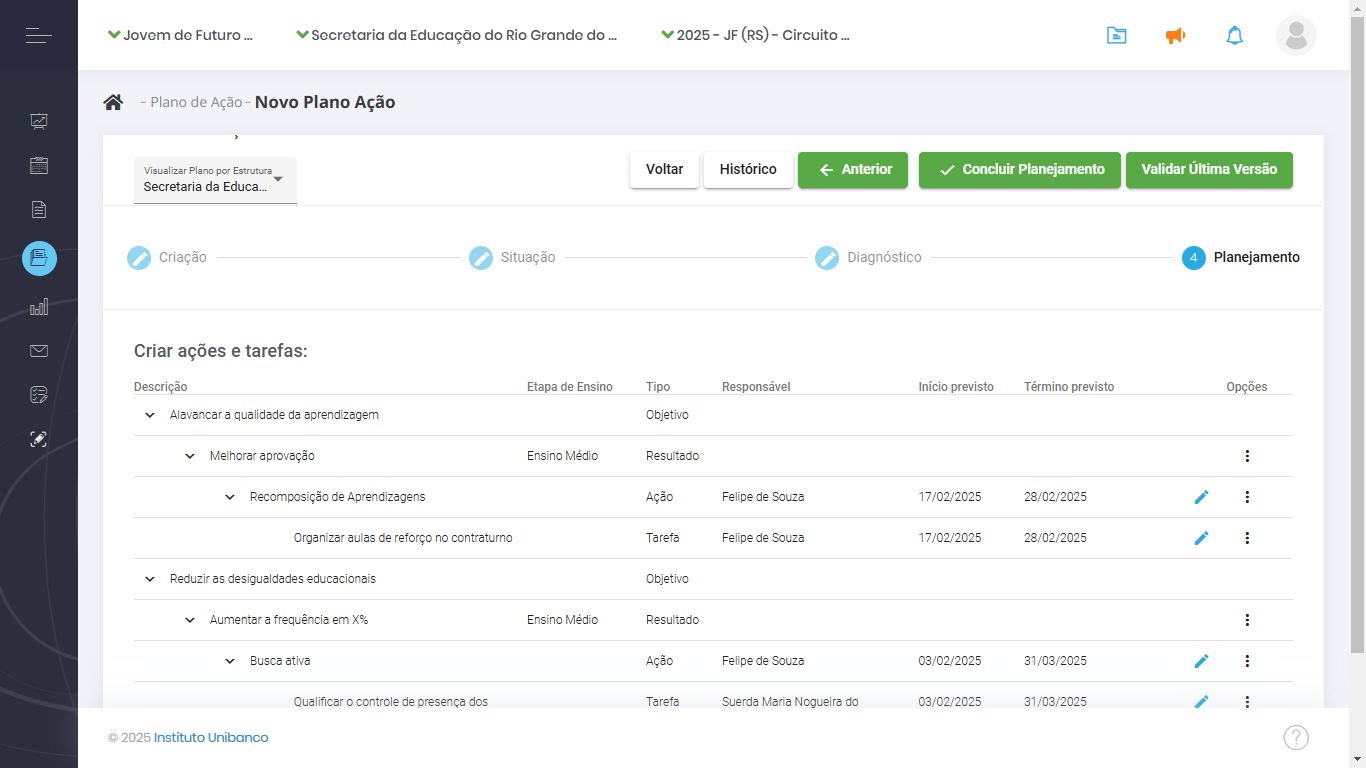 Jovem de Futuro ... Secretaria da Educação do Rio Grande do ... 2025 - JF (RS) - Circuito ...
- Plano de Ação - Novo Plano Ação
Visualizar Plano por Estrutura
Secretaria da Educa...
Voltar Histórico Anterior Concluir Planejamento Validar Última Versão
Criação Situação Diagnóstico 4 Planejamento
Criar ações e tarefas:
Descrição Etapa de Ensino Tipo Responsável Início previsto Término previsto Opções
Alavancar a qualidade da aprendizagem Objetivo
Melhorar aprovação Ensino Médio Resultado
Recomposição de Aprendizagens Ação Felipe de Souza 17/02/2025 28/02/2025
Organizar aulas de reforço no contraturno Tarefa Felipe de Souza 17/02/2025 28/02/2025
Reduzir as desigualdades educacionais Objetivo
Aumentar a frequência em X% Ensino Médio Resultado
Busca ativa Ação Felipe de Souza 03/02/2025 31/03/2025
Qualificar o controle de presença dos Tarefa Suerda Maria Nogueira do 03/02/2025 31/03/2025
© 2025 Instituto Unibanco ?